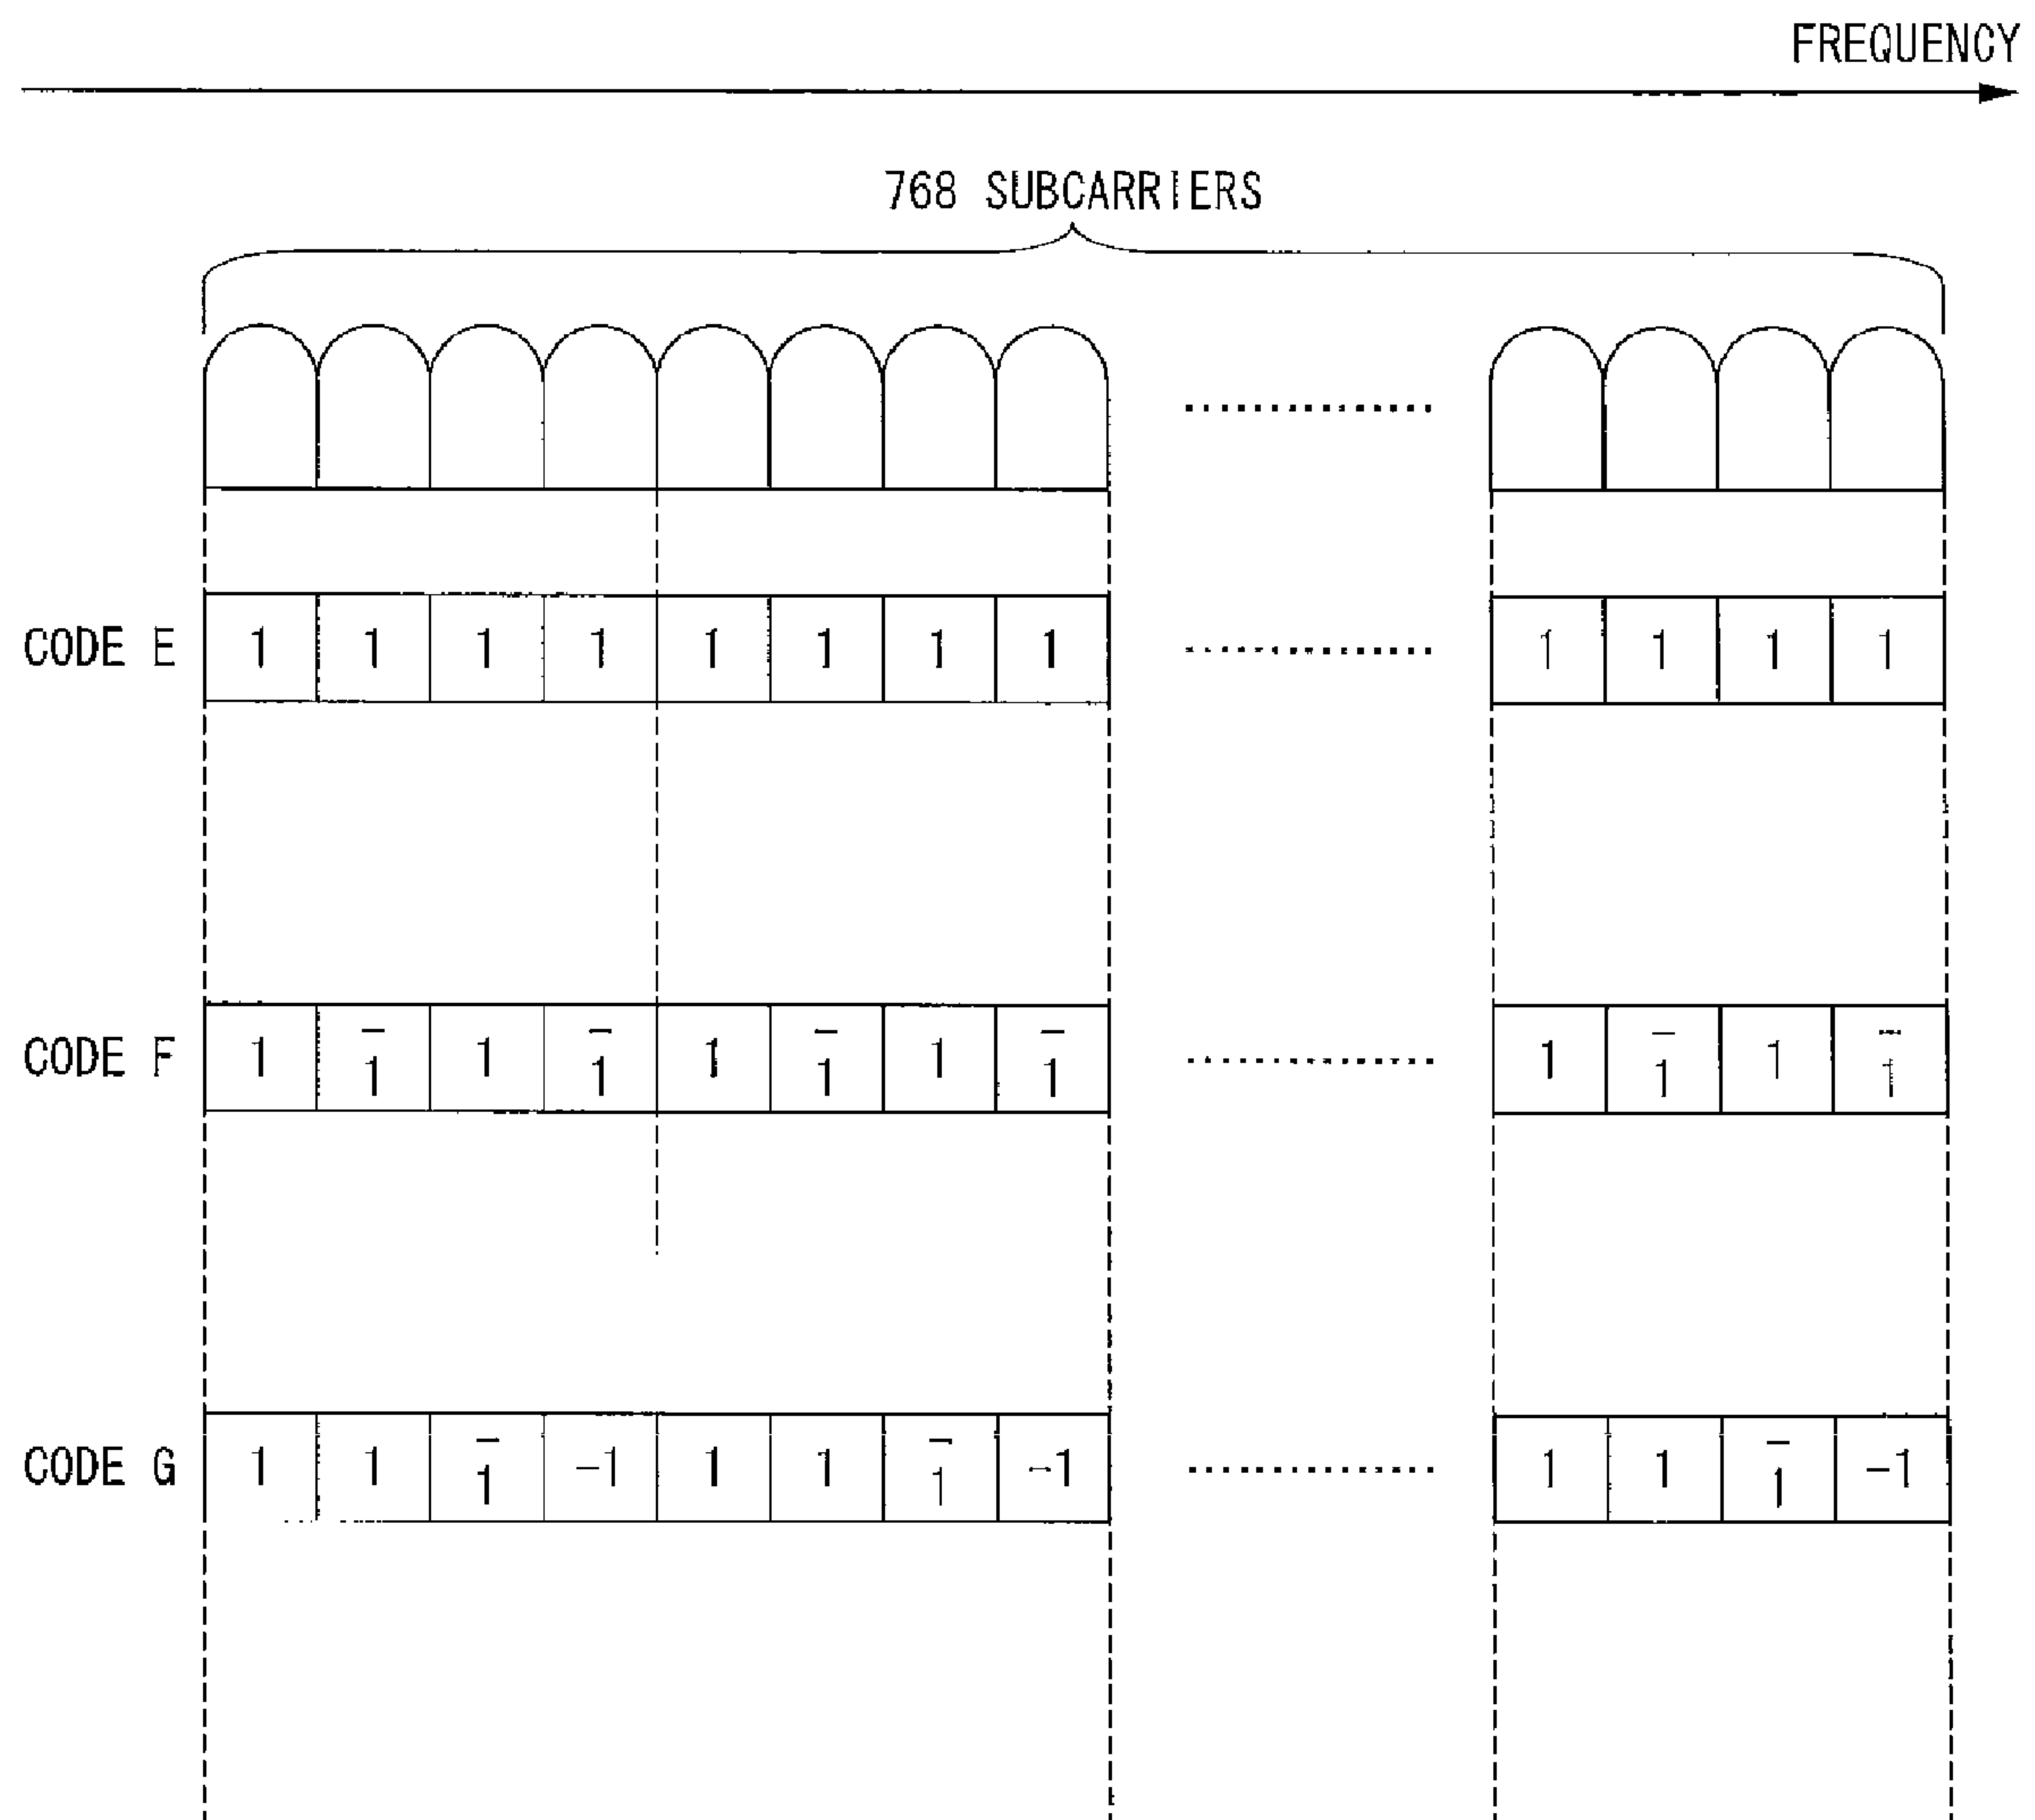 FREQUENCY
768 SUBCARRIERS
CODE E 1 1 1 1 1 1 1 1 1 1 1 1
CODE F 1 -1 1 -1 1 -1 1 -1 1 -1 1 -1
CODE G 1 1 -1 -1 1 1 -1 -1 1 1 -1 -1